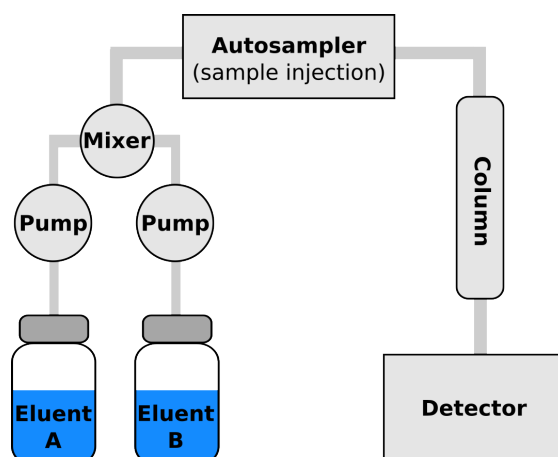 Autosampler
(sample injection)
Mixer
Column
Pump
Pump
Eluent
A
Eluent
B
Detector